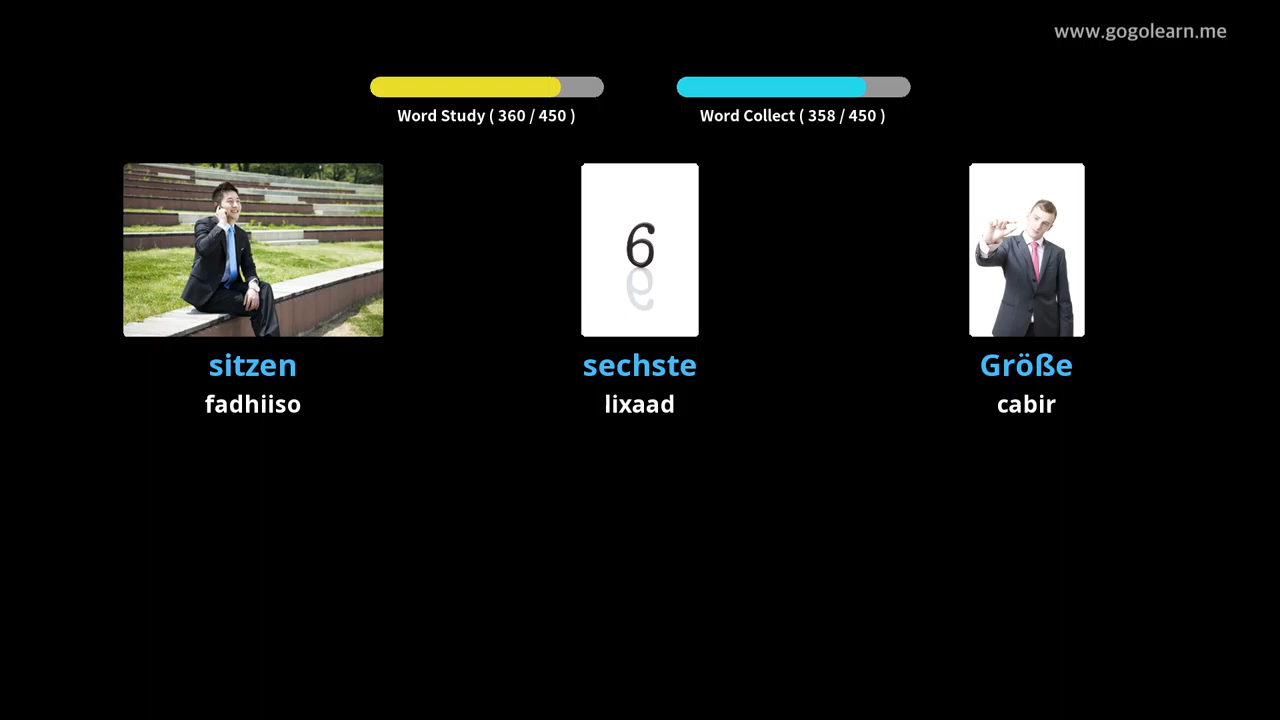 www.gogolearn.me
Word Study ( 360 / 450 )
Word Collect ( 358 / 450 )
6
sitzen
fadhiiso
sechste
lixaad
Größe
cabir